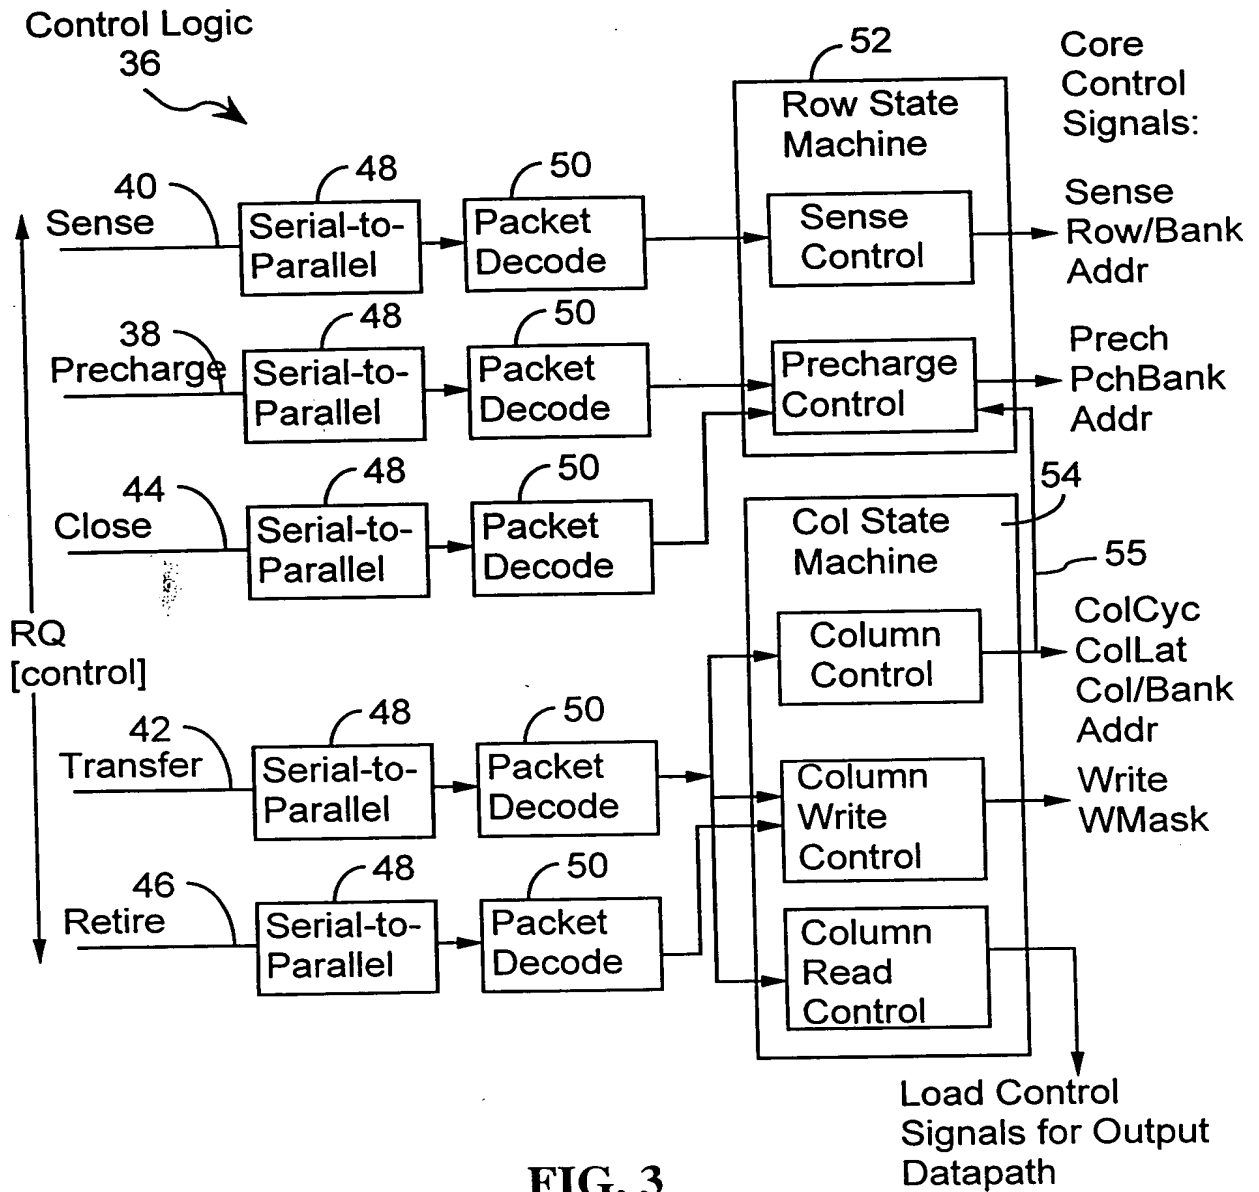 Control Logic
36
52
Core
Control
Signals:
Row State
Machine
40
Sense
48
Serial-to-
Parallel
50
Packet
Decode
Sense
Control
Sense
Row/Bank
Addr
38
Precharge
48
Serial-to-
Parallel
50
Packet
Decode
Precharge
Control
Prech
PchBank
Addr
44
Close
48
Serial-to-
Parallel
50
Packet
Decode
54
Col State
Machine
55
RQ
[control]
Column
Control
ColCyc
ColLat
Col/Bank
Addr
42
Transfer
48
Serial-to-
Parallel
50
Packet
Decode
Column
Write
Control
Write
WMask
46
Retire
48
Serial-to-
Parallel
50
Packet
Decode
Column
Read
Control
Load Control
Signals for Output
Datapath
FIG. 3